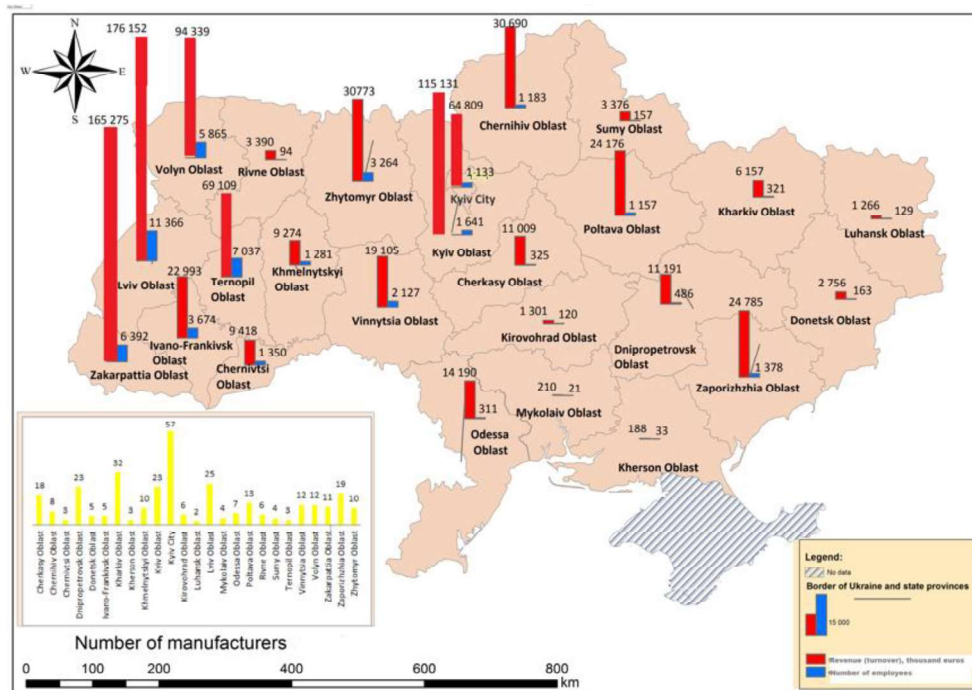 N
W E
S
176 152
94 339
165 275
5 865
Volyn Oblast
3 390
94
Rivne Oblast
30773
3 264
Zhytomyr Oblast
115 131
64 809
1 133
Kyiv City
1 641
Kyiv Oblast
30 690
1 183
Chernihiv Oblast
3 376
157
Sumy Oblast
24 176
1 157
Poltava Oblast
6 157
321
Kharkiv Oblast
1 266
129
Luhansk Oblast
11 366
Lviv Oblast
69 109
7 037
Ternopil
Oblast
9 274
1 281
Khmelnytskyi
Oblast
19 105
2 127
Vinnytsia Oblast
11 009
325
Cherkasy Oblast
22 993
3 674
Ivano-Frankivsk
Oblast
6 392
Zakarpattia Oblast
9 418
1 350
Chernivtsi
Oblast
1 301
120
Kirovohrad Oblast
11 191
486
Dnipropetrovsk
Oblast
2 756
163
Donetsk Oblast
24 785
1 378
Zaporizhzhia Oblast
14 190
311
Odessa
Oblast
210
21
Mykolaiv Oblast
188
33
Kherson Oblast
18
8
3
23
5
5
32
3
10
23
57
6
2
25
4
7
13
6
4
3
12
12
11
19
10
Cherkasy Oblast
Chernihiv Oblast
Chernivtsi Oblast
Dnipropetrovsk Oblast
Donetsk Oblast
Ivano-Frankivsk Oblast
Kharkiv Oblast
Kherson Oblast
Khmelnytskyi Oblast
Kyiv Oblast
Kyiv City
Kirovohrad Oblast
Luhansk Oblast
Lviv Oblast
Mykolaiv Oblast
Odessa Oblast
Poltava Oblast
Rivne Oblast
Sumy Oblast
Ternopil Oblast
Vinnytsia Oblast
Volyn Oblast
Zakarpattia Oblast
Zaporizhzhia Oblast
Zhytomyr Oblast
Number of manufacturers
0 50 100 200 400 600 800
km
Legend:
No data
Border of Ukraine and state provinces
15 000
Revenue (turnover), thousand euros
Number of employees